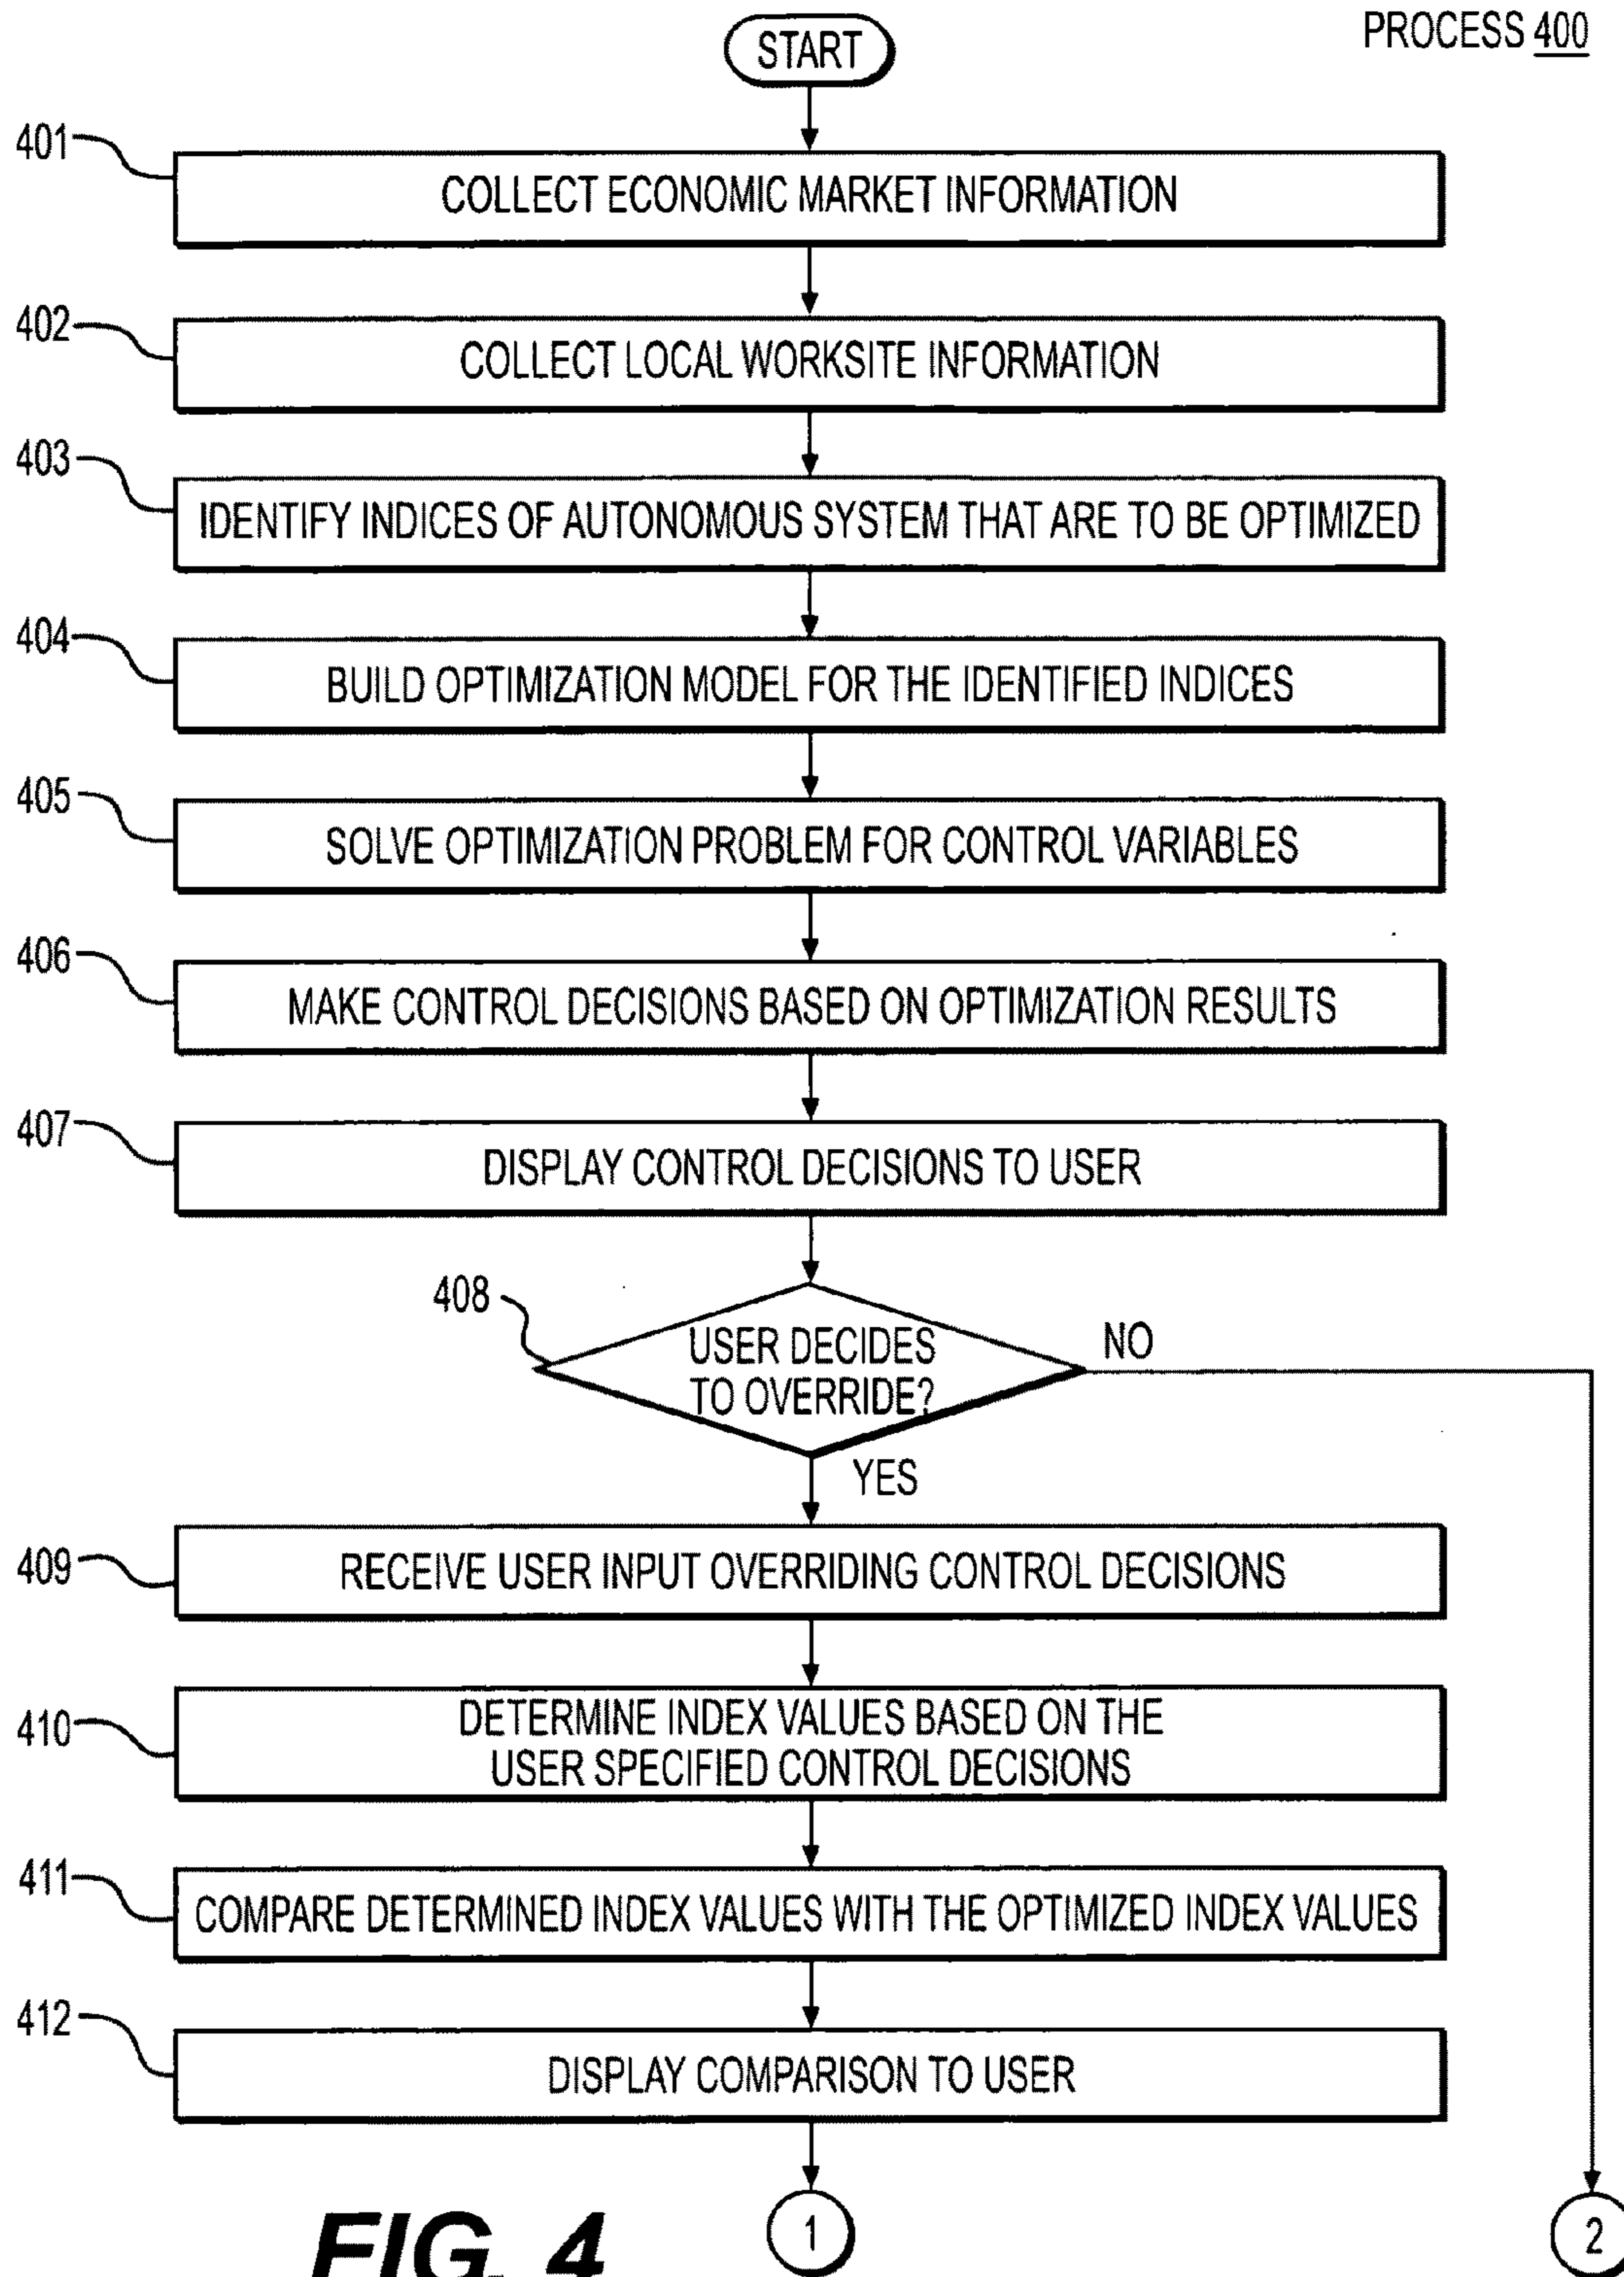 PROCESS 400
START
401
COLLECT ECONOMIC MARKET INFORMATION
402
COLLECT LOCAL WORKSITE INFORMATION
403
IDENTIFY INDICES OF AUTONOMOUS SYSTEM THAT ARE TO BE OPTIMIZED
404
BUILD OPTIMIZATION MODEL FOR THE IDENTIFIED INDICES
405
SOLVE OPTIMIZATION PROBLEM FOR CONTROL VARIABLES
406
MAKE CONTROL DECISIONS BASED ON OPTIMIZATION RESULTS
407
DISPLAY CONTROL DECISIONS TO USER
408
USER DECIDES
TO OVERRIDE?
NO
YES
409
RECEIVE USER INPUT OVERRIDING CONTROL DECISIONS
410
DETERMINE INDEX VALUES BASED ON THE
USER SPECIFIED CONTROL DECISIONS
411
COMPARE DETERMINED INDEX VALUES WITH THE OPTIMIZED INDEX VALUES
412
DISPLAY COMPARISON TO USER
FIG. 4
1
2